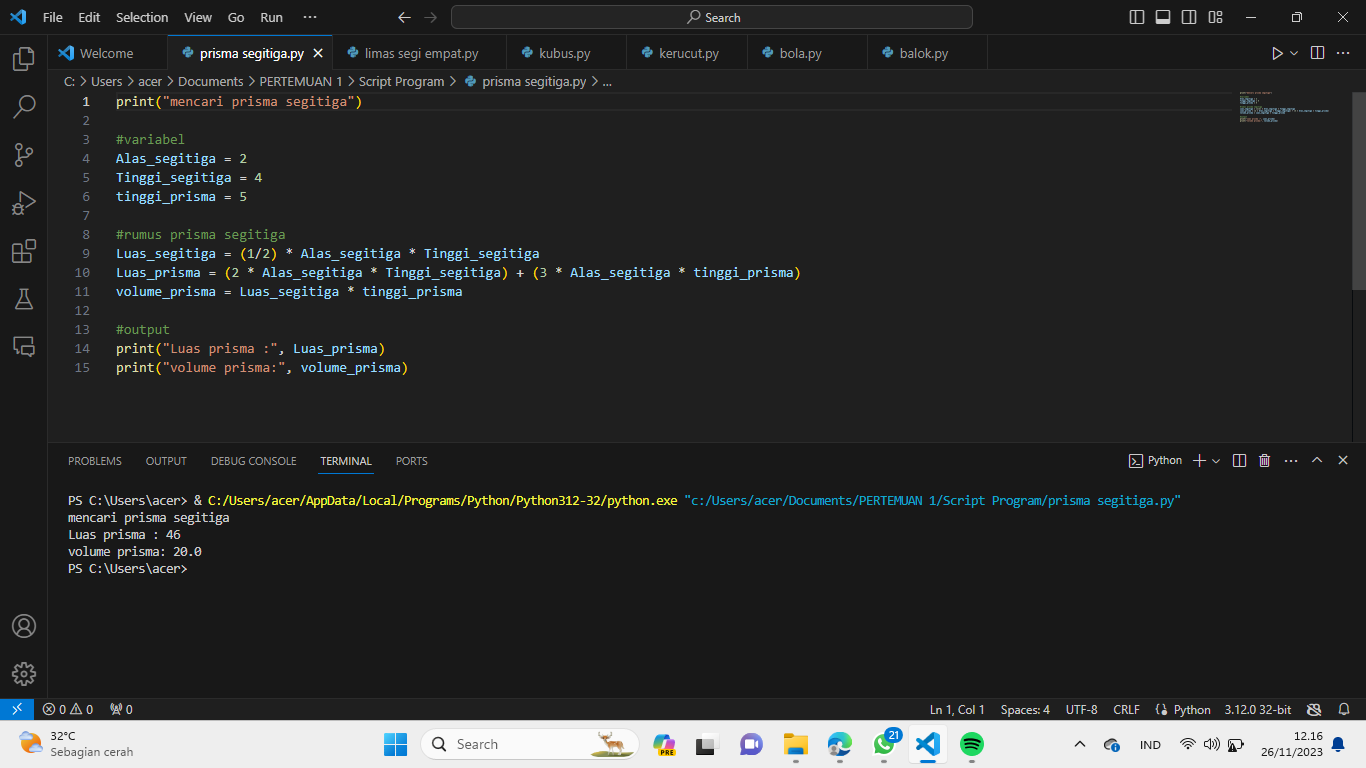 File Edit Selection View Go Run ··· Search
Welcome prisma segitiga.py limas segi empat.py kubus.py kerucut.py bola.py balok.py
C: > Users > acer > Documents > PERTEMUAN 1 > Script Program > prisma segitiga.py > ...
1 print("mencari prisma segitiga")
2
3 #variabel
4 Alas_segitiga = 2
5 Tinggi_segitiga = 4
6 tinggi_prisma = 5
7
8 #rumus prisma segitiga
9 Luas_segitiga = (1/2) * Alas_segitiga * Tinggi_segitiga
10 Luas_prisma = (2 * Alas_segitiga * Tinggi_segitiga) + (3 * Alas_segitiga * tinggi_prisma)
11 volume_prisma = Luas_segitiga * tinggi_prisma
12
13 #output
14 print("Luas prisma :", Luas_prisma)
15 print("volume prisma:", volume_prisma)
PROBLEMS OUTPUT DEBUG CONSOLE TERMINAL PORTS Python
PS C:\Users\acer> & C:/Users/acer/AppData/Local/Programs/Python/Python312-32/python.exe "c:/Users/acer/Documents/PERTEMUAN 1/Script Program/prisma segitiga.py"
mencari prisma segitiga
Luas prisma : 46
volume prisma: 20.0
PS C:\Users\acer>
0 0 0 Ln 1, Col 1 Spaces: 4 UTF-8 CRLF Python 3.12.0 32-bit
32°C
Sebagian cerah
Search PRE 21 IND
12.16
26/11/2023